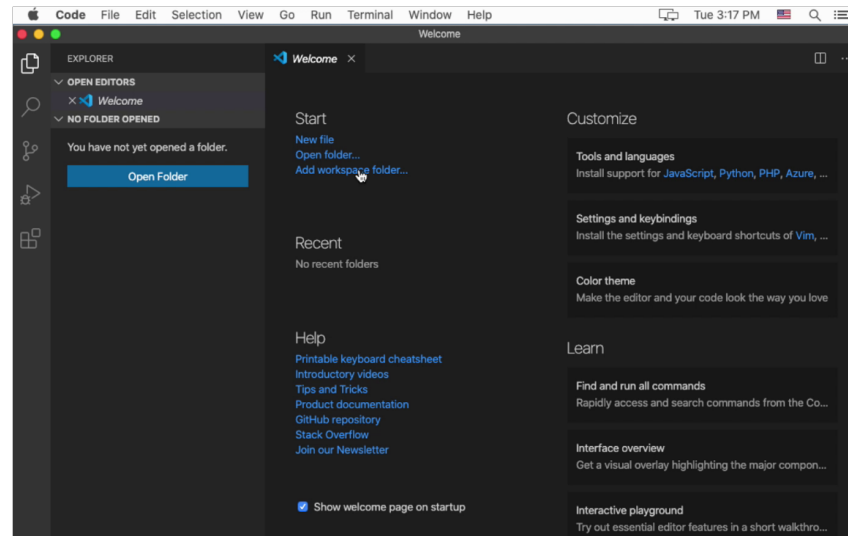 Code File Edit Selection View Go Run Terminal Window Help Tue 3:17 PM
Welcome
EXPLORER
OPEN EDITORS
Welcome
NO FOLDER OPENED
You have not yet opened a folder.
Open Folder
Welcome
Start
New file
Open folder...
Add workspace folder...
Recent
No recent folders
Help
Printable keyboard cheatsheet
Introductory videos
Tips and Tricks
Product documentation
GitHub repository
Stack Overflow
Join our Newsletter
Show welcome page on startup
Customize
Tools and languages
Install support for JavaScript, Python, PHP, Azure, ...
Settings and keybindings
Install the settings and keyboard shortcuts of Vim, ...
Color theme
Make the editor and your code look the way you love
Learn
Find and run all commands
Rapidly access and search commands from the Co...
Interface overview
Get a visual overlay highlighting the major compon...
Interactive playground
Try out essential editor features in a short walkthro...